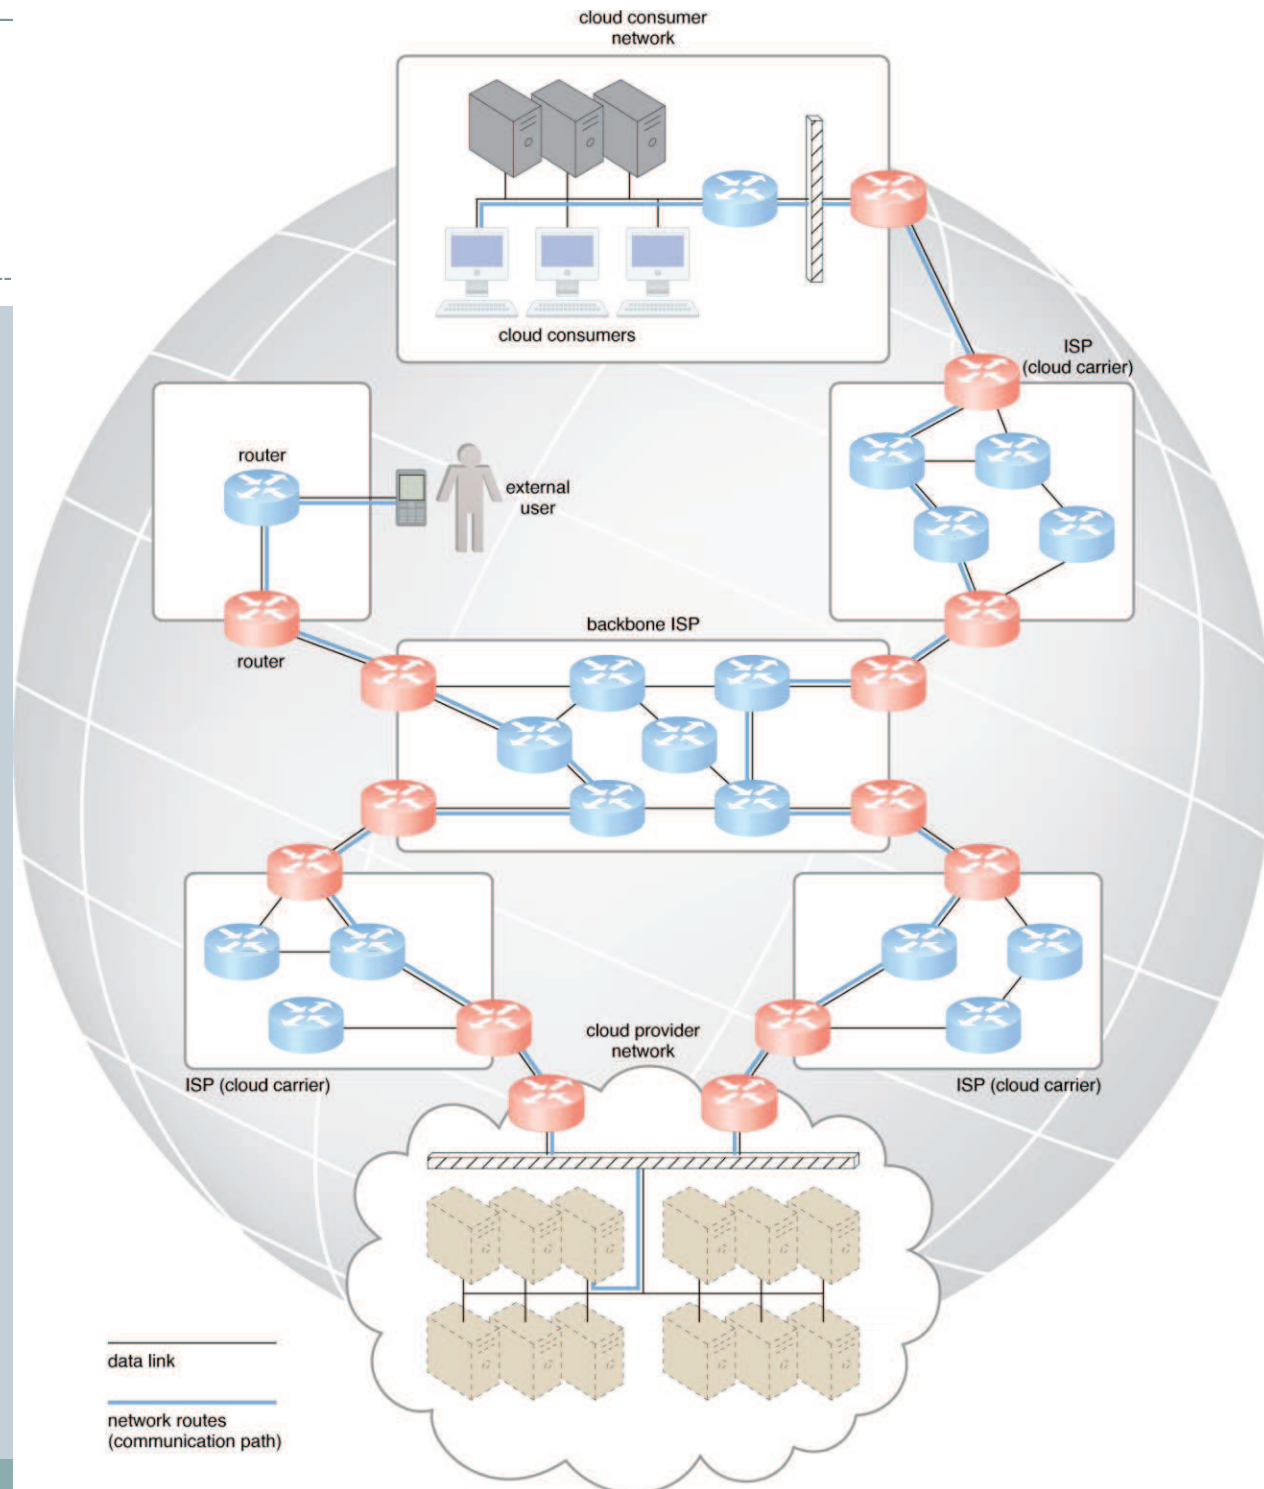 cloud consumer
network
cloud consumers
ISP
(cloud carrier)
router
external
user
router
backbone ISP
cloud provider
network
ISP (cloud carrier)
ISP (cloud carrier)
data link
network routes
(communication path)